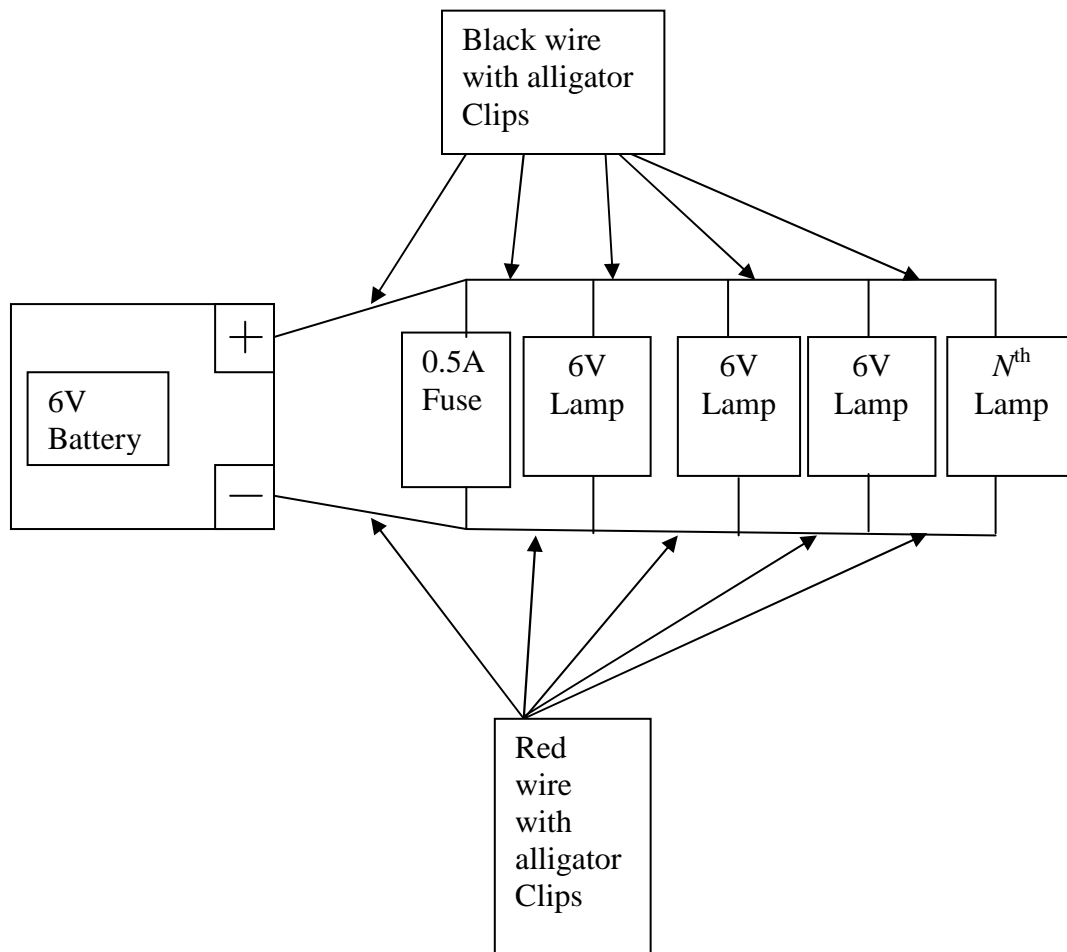 Black wire
with alligator
Clips
+
6V
Battery
−
0.5A
Fuse
6V
Lamp
6V
Lamp
6V
Lamp
Nth
Lamp
Red
wire
with
alligator
Clips